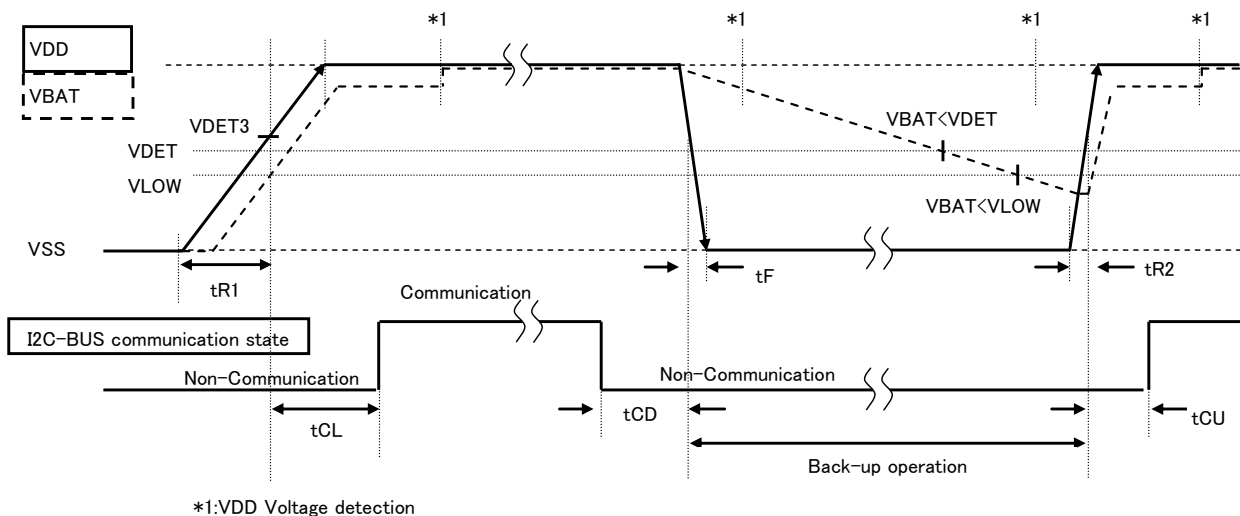 *1
*1
*1
*1
VDD
VBAT
VDET3
VDET
VLOW
VBAT<VDET
VBAT<VLOW
VSS
tR1
tF
tR2
Communication
I2C-BUS communication state
Non-Communication
Non-Communication
tCL
tCD
tCU
Back-up operation
*1:VDD Voltage detection